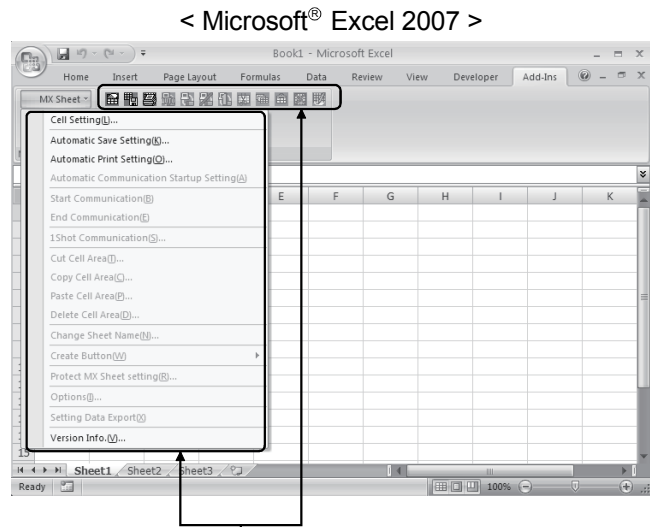 < Microsoft® Excel 2007 >
Book1 - Microsoft Excel
Home Insert Page Layout Formulas Data Review View Developer Add-Ins
MX Sheet
Cell Setting(L)...
Automatic Save Setting(K)...
Automatic Print Setting(O)...
Automatic Communication Startup Setting(A)
Start Communication(B)
End Communication(E)
1Shot Communication(S)...
Cut Cell Area(T)...
Copy Cell Area(C)...
Paste Cell Area(P)...
Delete Cell Area(D)...
Change Sheet Name(N)...
Create Button(W)
Protect MX Sheet setting(R)...
Options(I)...
Setting Data Export(X)
Version Info.(V)...
E F G H I J K
15
Sheet1 Sheet2 Sheet3
Ready 100%